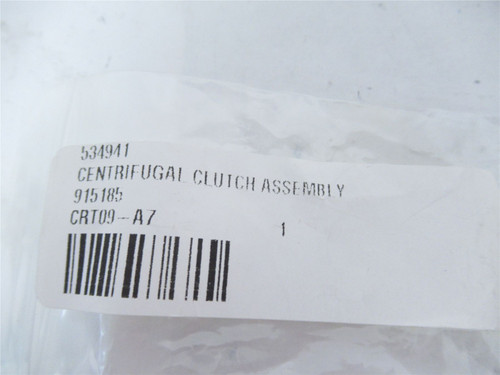 534941
CENTRIFUGAL CLUTCH ASSEMBLY
915185
CRT09-A7 1